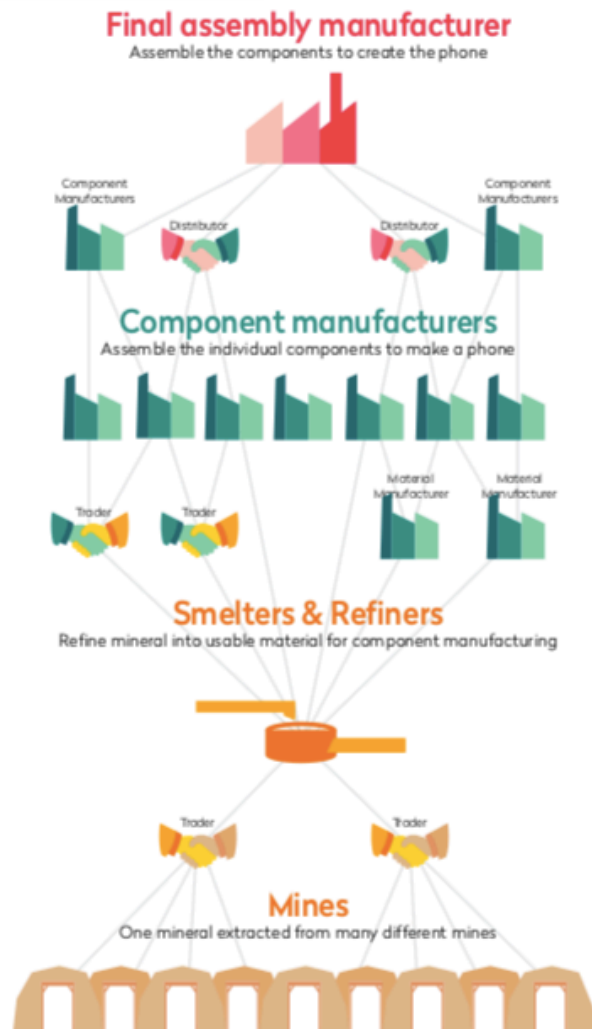 Final assembly manufacturer
Assemble the components to create the phone
Component
Manufacturers
Component
Manufacturers
Distributor
Distributor
Component manufacturers
Assemble the individual components to make a phone
Material
Manufacturer
Material
Manufacturer
Trader
Trader
Smelters & Refiners
Refine mineral into usable material for component manufacturing
Trader
Trader
Mines
One mineral extracted from many different mines